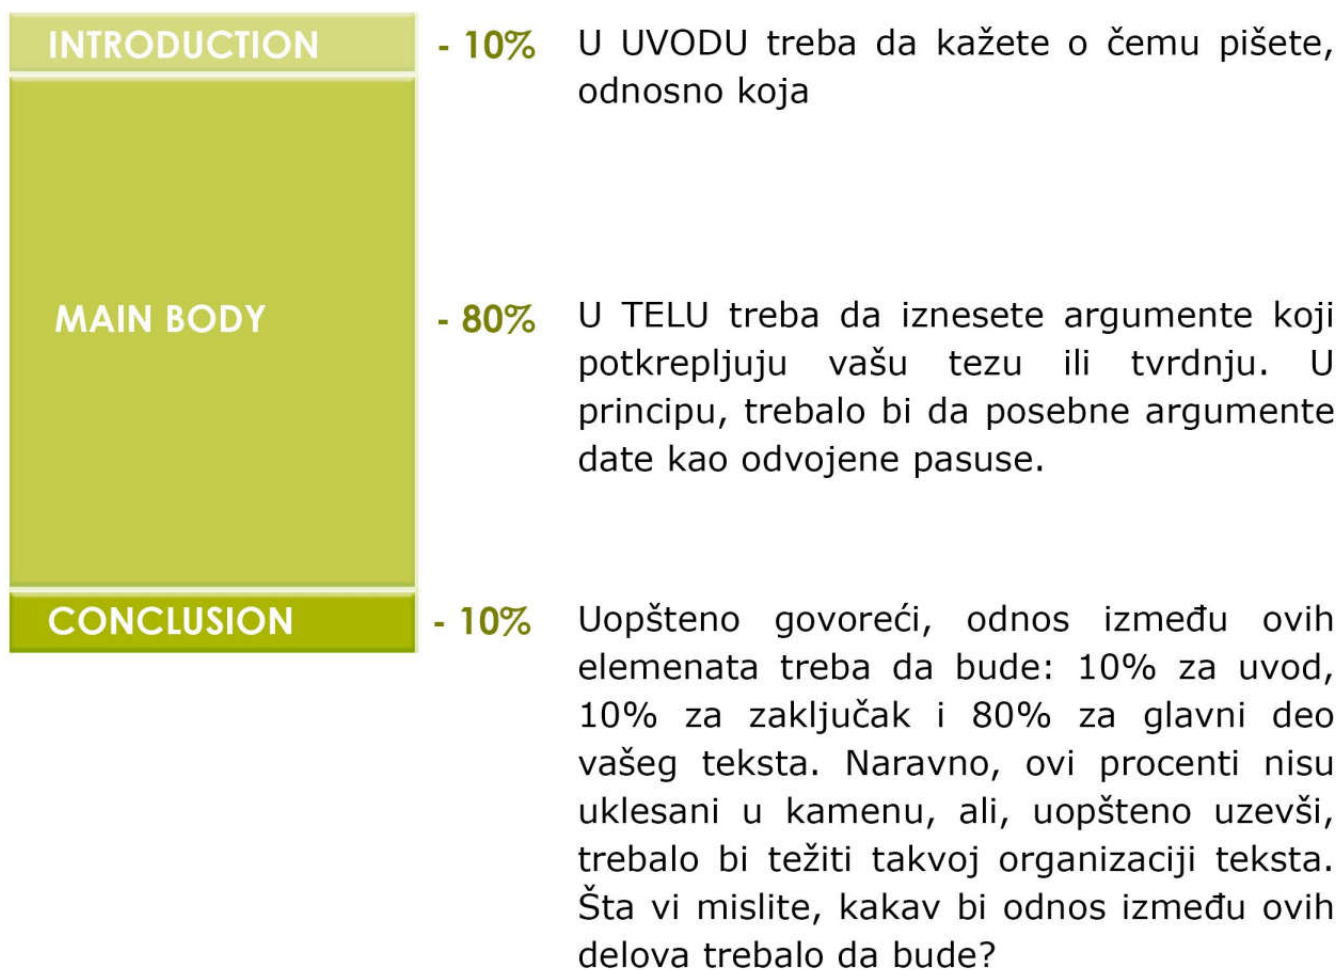 INTRODUCTION
- 10%
U UVODU treba da kažete o čemu pišete,
odnosno koja
MAIN BODY
- 80%
U TELU treba da iznesete argumente koji
potkrepljuju vašu tezu ili tvrdnju. U
principu, trebalo bi da posebne argumente
date kao odvojene pasuse.
CONCLUSION
- 10%
Uopšteno govoreći, odnos između ovih
elemenata treba da bude: 10% za uvod,
10% za zaključak i 80% za glavni deo
vašeg teksta. Naravno, ovi procenti nisu
uklesani u kamenu, ali, uopšteno uzevši,
trebalo bi težiti takvoj organizaciji teksta.
Šta vi mislite, kakav bi odnos između ovih
delova trebalo da bude?